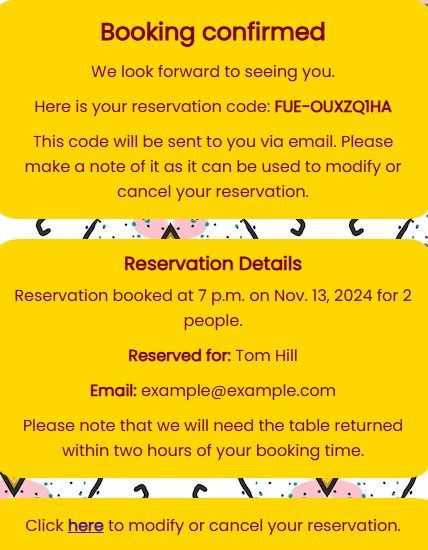 Booking confirmed
We look forward to seeing you.
Here is your reservation code: FUE-OUXZQ1HA
This code will be sent to you via email. Please
make a note of it as it can be used to modify or
cancel your reservation.
Reservation Details
Reservation booked at 7 p.m. on Nov. 13, 2024 for 2
people.
Reserved for: Tom Hill
Email: example@example.com
Please note that we will need the table returned
within two hours of your booking time.
Click here to modify or cancel your reservation.